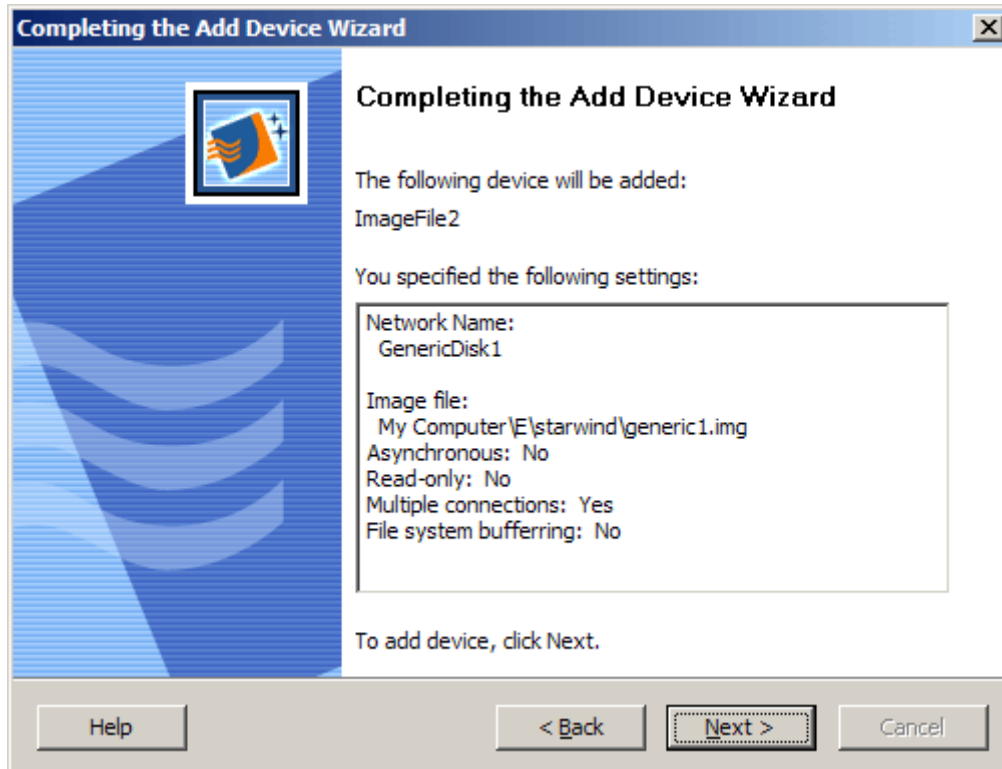 Completing the Add Device Wizard
Completing the Add Device Wizard
The following device will be added:
ImageFile2
You specified the following settings:
Network Name:
GenericDisk1
Image file:
My Computer\E\starwind\generic1.img
Asynchronous: No
Read-only: No
Multiple connections: Yes
File system bufferring: No
To add device, click Next.
Help
< Back
Next >
Cancel